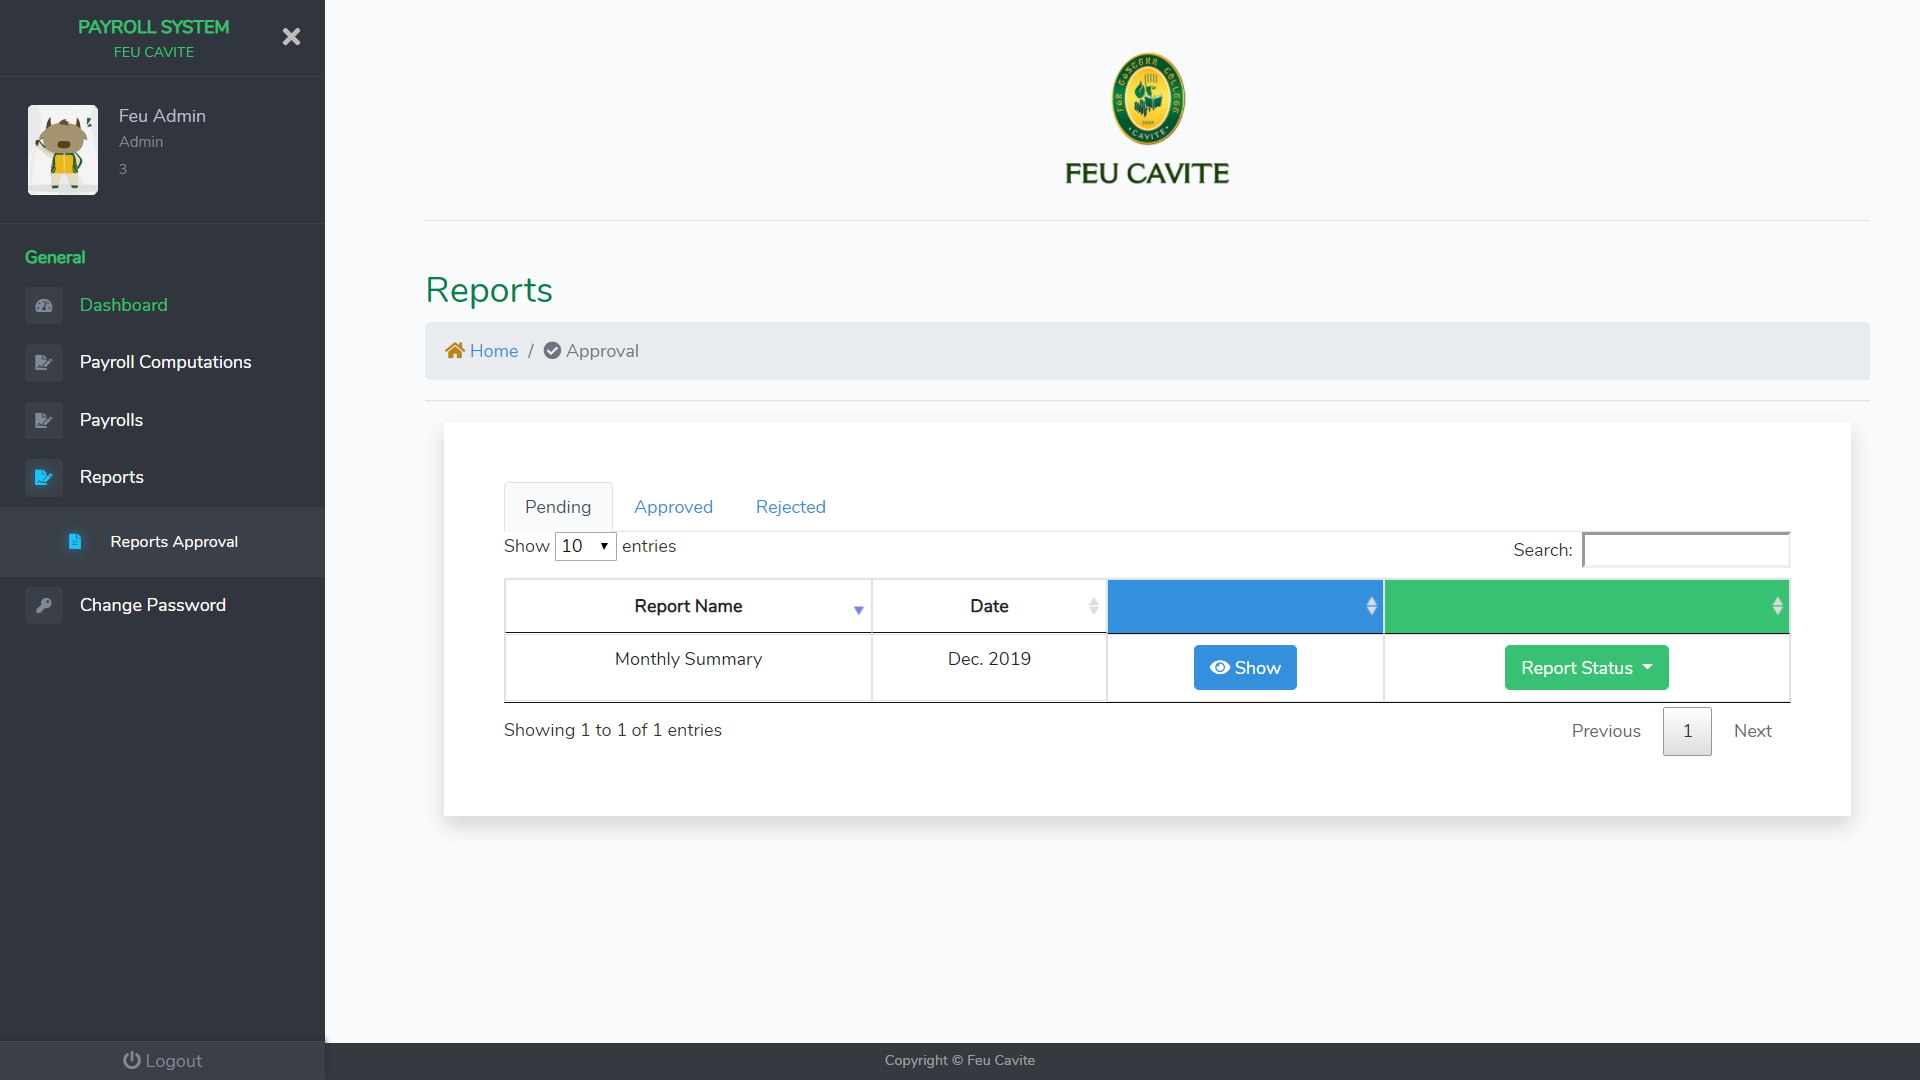 PAYROLL SYSTEM
FEU CAVITE
Feu Admin
Admin
3
General
Dashboard
Payroll Computations
Payrolls
Reports
Reports Approval
Change Password
Logout
FEU CAVITE
Reports
Home / Approval
Pending Approved Rejected
Show 10 entries Search:
Report Name Date
Monthly Summary Dec. 2019 Show Report Status
Showing 1 to 1 of 1 entries Previous 1 Next
Copyright © Feu Cavite